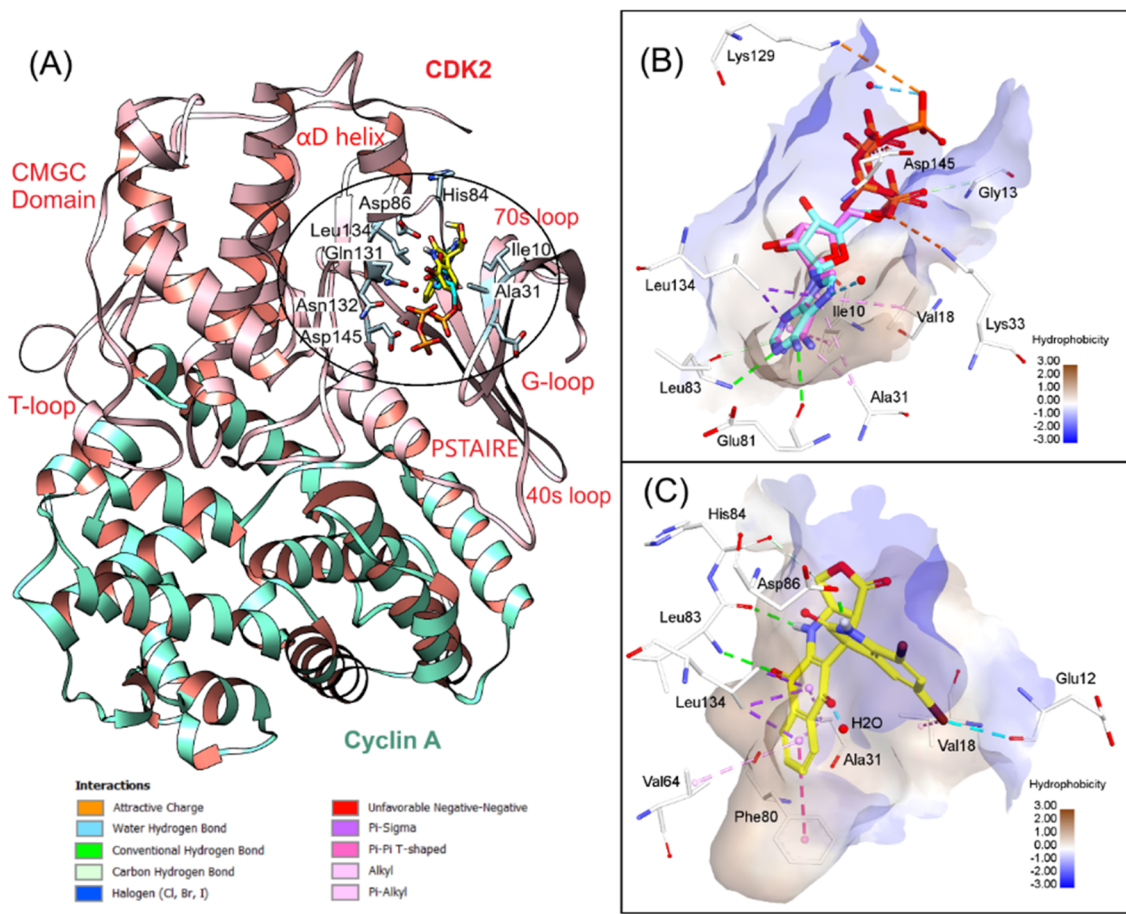 (A)
CDK2
αD helix
CMGC
Domain
His84
Asp86
70s loop
Leu134
Gln131
Ile10
Ala31
Asn132
Asp145
G-loop
T-loop
PSTAIRE
40s loop
Cyclin A
Interactions
Attractive Charge
Water Hydrogen Bond
Conventional Hydrogen Bond
Carbon Hydrogen Bond
Halogen (Cl, Br, I)
Unfavorable Negative-Negative
Pi-Sigma
Pi-Pi T-shaped
Alkyl
Pi-Alkyl
(B)
Lys129
Asp145
Gly13
Leu134
Ile10
Val18
Lys33
Leu83
Ala31
Glu81
Hydrophobicity
3.00
2.00
1.00
0.00
-1.00
-2.00
-3.00
(C)
His84
Asp86
Leu83
Glu12
Leu134
H2O
Val18
Ala31
Val64
Phe80
Hydrophobicity
3.00
2.00
1.00
0.00
-1.00
-2.00
-3.00